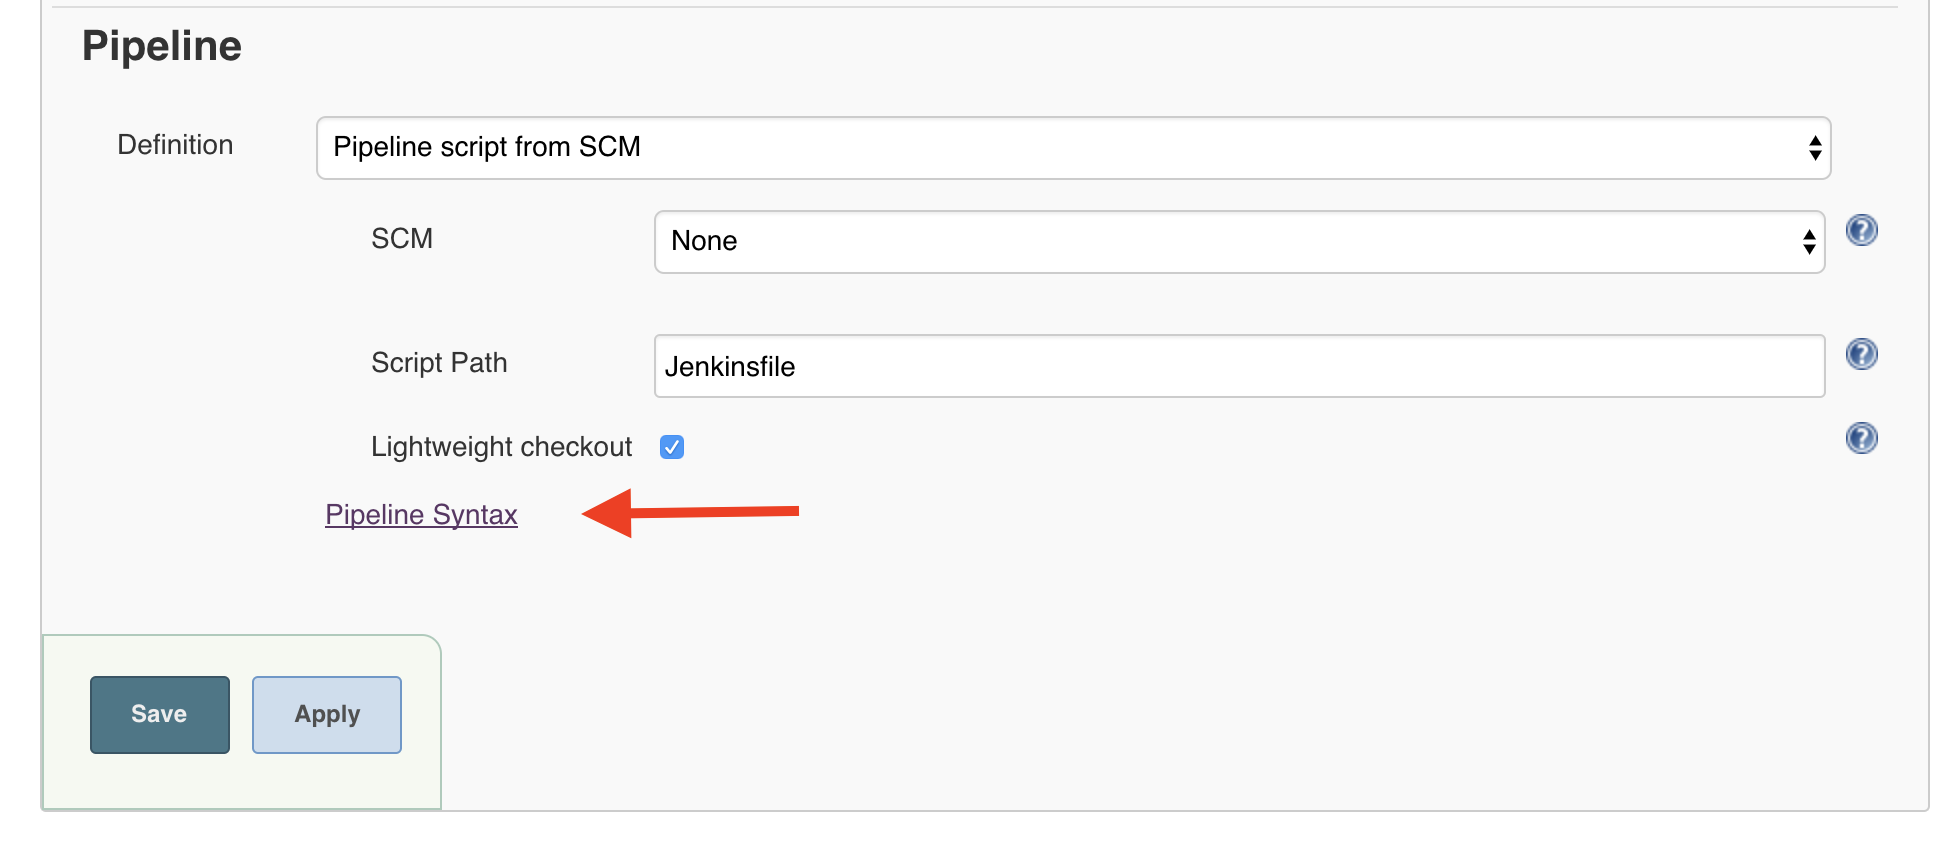 Pipeline
Definition
Pipeline script from SCM
SCM
None
?
Script Path
Jenkinsfile
?
Lightweight checkout
?
Pipeline Syntax
Save
Apply